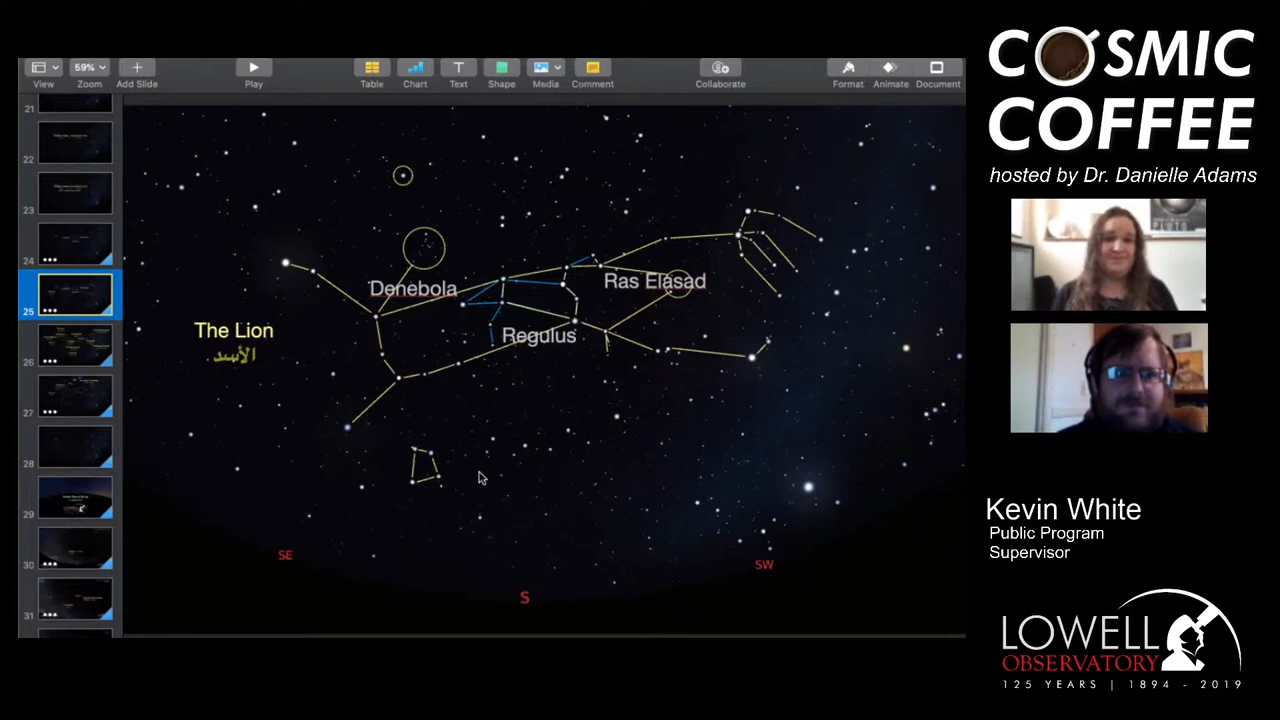 View
59%
Zoom
Add Slide
Play
Table
Chart
Text
Shape
Media
Comment
Collaborate
Format
Animate
Document
21
22
23
24
25
26
27
28
29
30
31
Denebola
Ras Elasad
The Lion
الأسد
Regulus
SE
S
SW
COSMIC
COFFEE
hosted by Dr. Danielle Adams
Kevin White
Public Program
Supervisor
LOWELL
OBSERVATORY
125 YEARS | 1894 - 2019